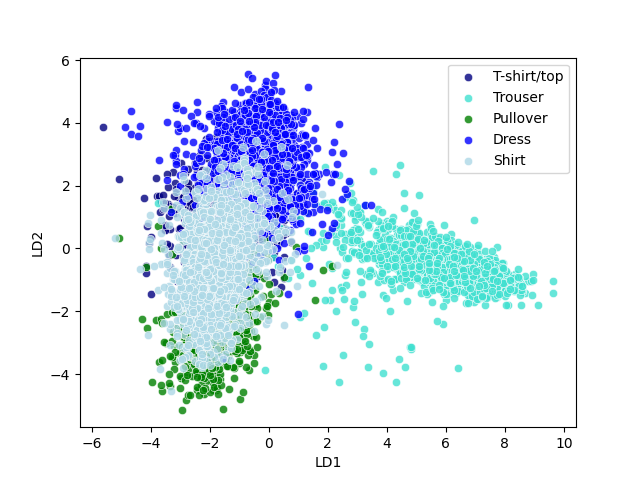 6
4
2
0
−2
−4
LD2
−6
−4
−2
0
2
4
6
8
10
LD1
T-shirt/top
Trouser
Pullover
Dress
Shirt